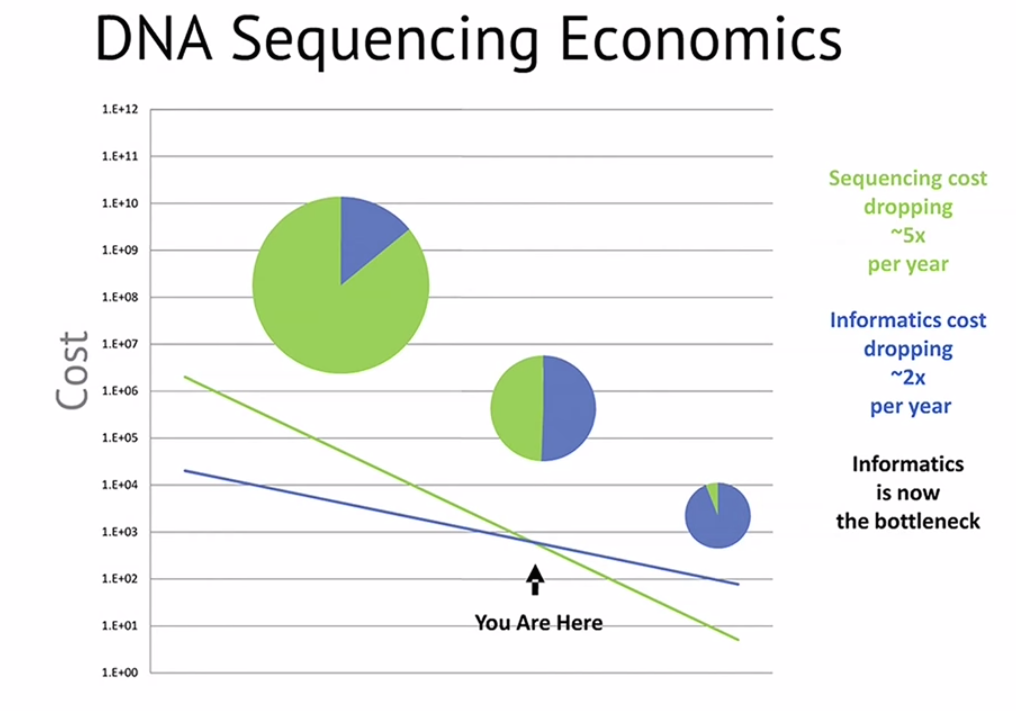 DNA Sequencing Economics
Cost
1.E+12
1.E+11
1.E+10
1.E+09
1.E+08
1.E+07
1.E+06
1.E+05
1.E+04
1.E+03
1.E+02
1.E+01
1.E+00
You Are Here
Sequencing cost
dropping
~5x
per year
Informatics cost
dropping
~2x
per year
Informatics
is now
the bottleneck